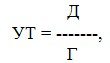 Д
УТ = -------,
Г